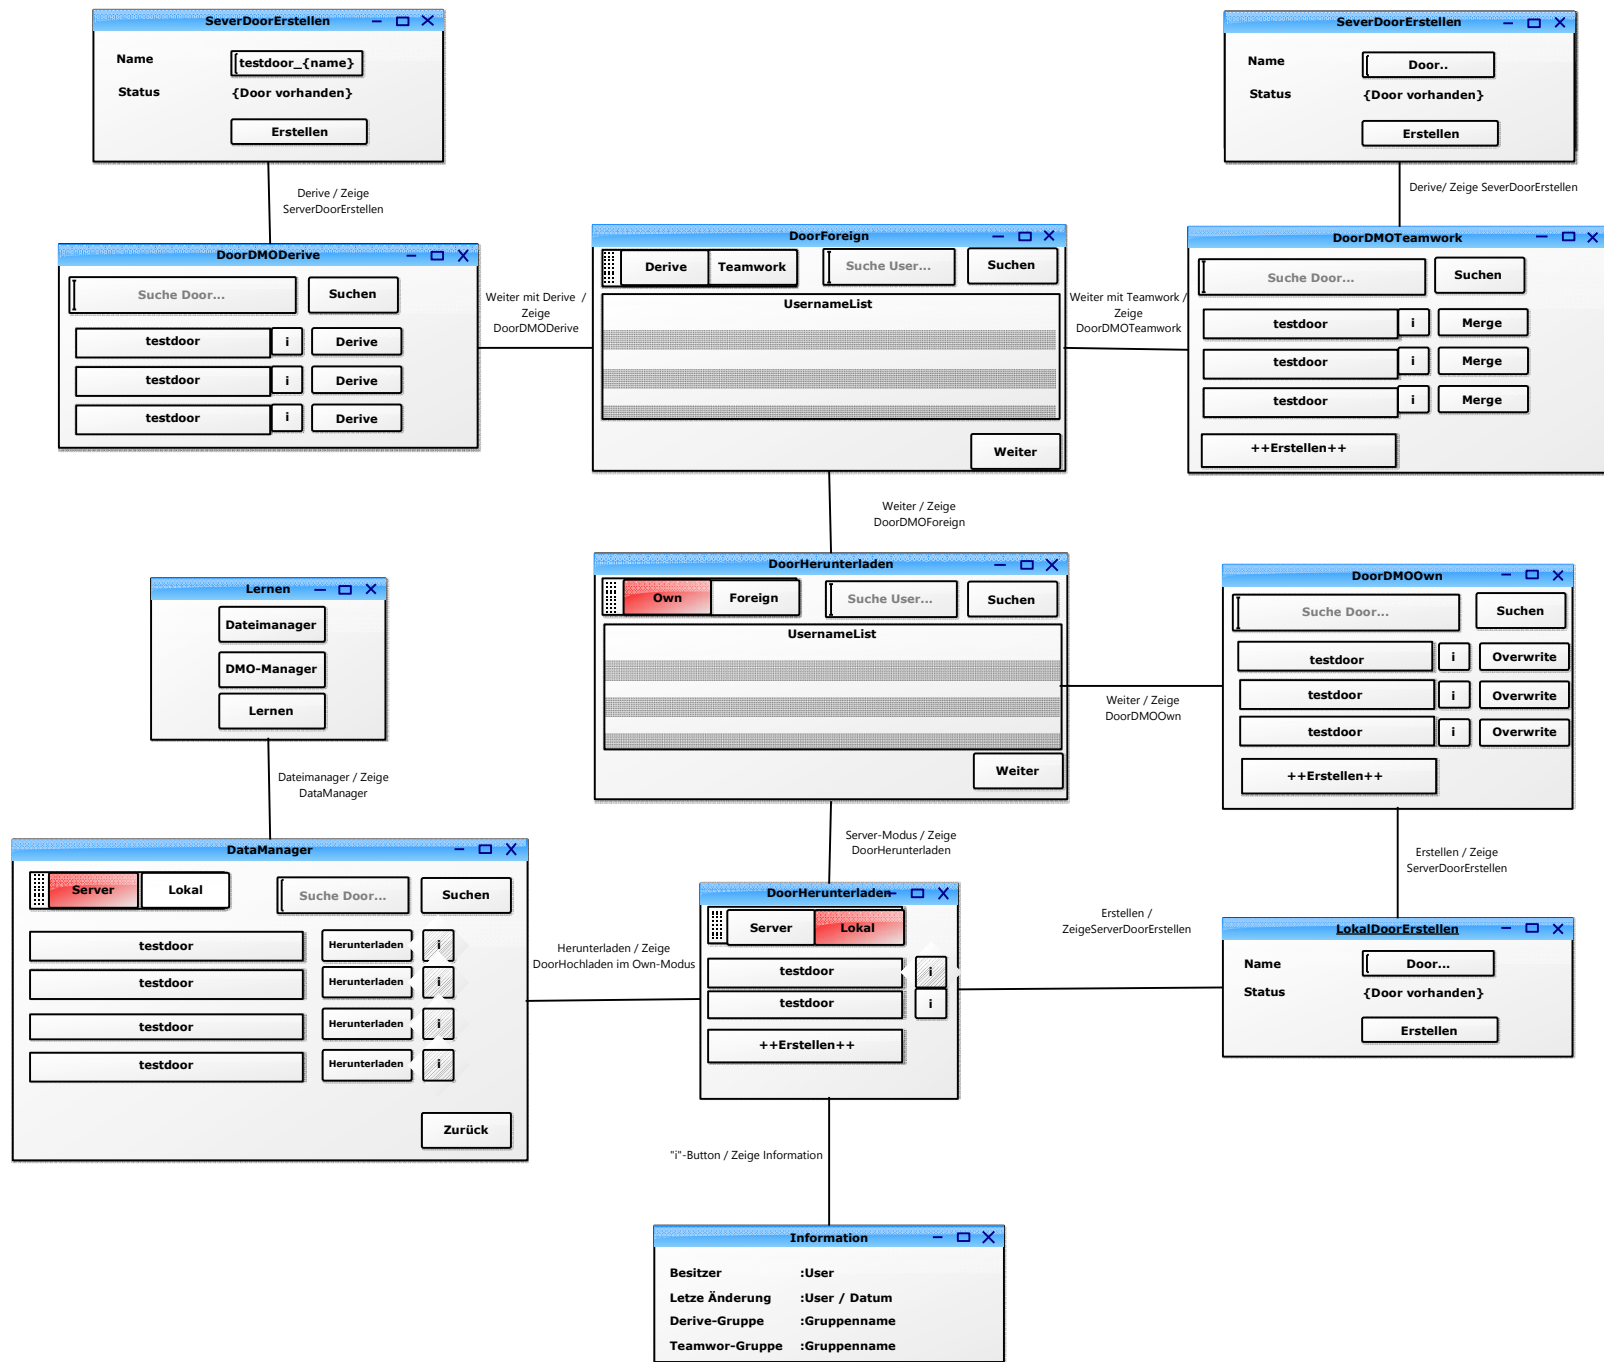 SeverDoorErstellen
Name
testdoor_{name}
Status
{Door vorhanden}
Erstellen
SeverDoorErstellen
Name
Door..
Status
{Door vorhanden}
Erstellen
Derive / Zeige
ServerDoorErstellen
Derive/ Zeige SeverDoorErstellen
DoorDMODerive
Suche Door...
Suchen
testdoor
i
Derive
testdoor
i
Derive
testdoor
i
Derive
Weiter mit Derive /
Zeige
DoorDMODerive
DoorForeign
Derive
Teamwork
Suche User...
Suchen
UsernameList
Weiter
Weiter mit Teamwork /
Zeige
DoorDMOTeamwork
DoorDMOTeamwork
Suche Door...
Suchen
testdoor
i
Merge
testdoor
i
Merge
testdoor
i
Merge
++Erstellen++
Weiter / Zeige
DoorDMOForeign
Lernen
Dateimanager
DMO-Manager
Lernen
DoorHerunterladen
Own
Foreign
Suche User...
Suchen
UsernameList
Weiter
Weiter / Zeige
DoorDMOOwn
DoorDMOOwn
Suche Door...
Suchen
testdoor
i
Overwrite
testdoor
i
Overwrite
testdoor
i
Overwrite
++Erstellen++
Dateimanager / Zeige
DataManager
Server-Modus / Zeige
DoorHerunterladen
Erstellen / Zeige
ServerDoorErstellen
DataManager
Server
Lokal
Suche Door...
Suchen
testdoor
Herunterladen
i
testdoor
Herunterladen
i
testdoor
Herunterladen
i
testdoor
Herunterladen
i
Zurück
Herunterladen / Zeige
DoorHochladen im Own-Modus
DoorHerunterladen
Server
Lokal
testdoor
i
testdoor
i
++Erstellen++
Erstellen /
ZeigeServerDoorErstellen
LokalDoorErstellen
Name
Door...
Status
{Door vorhanden}
Erstellen
"i"-Button / Zeige Information
Information
Besitzer :User
Letze Änderung :User / Datum
Derive-Gruppe :Gruppenname
Teamwor-Gruppe :Gruppenname